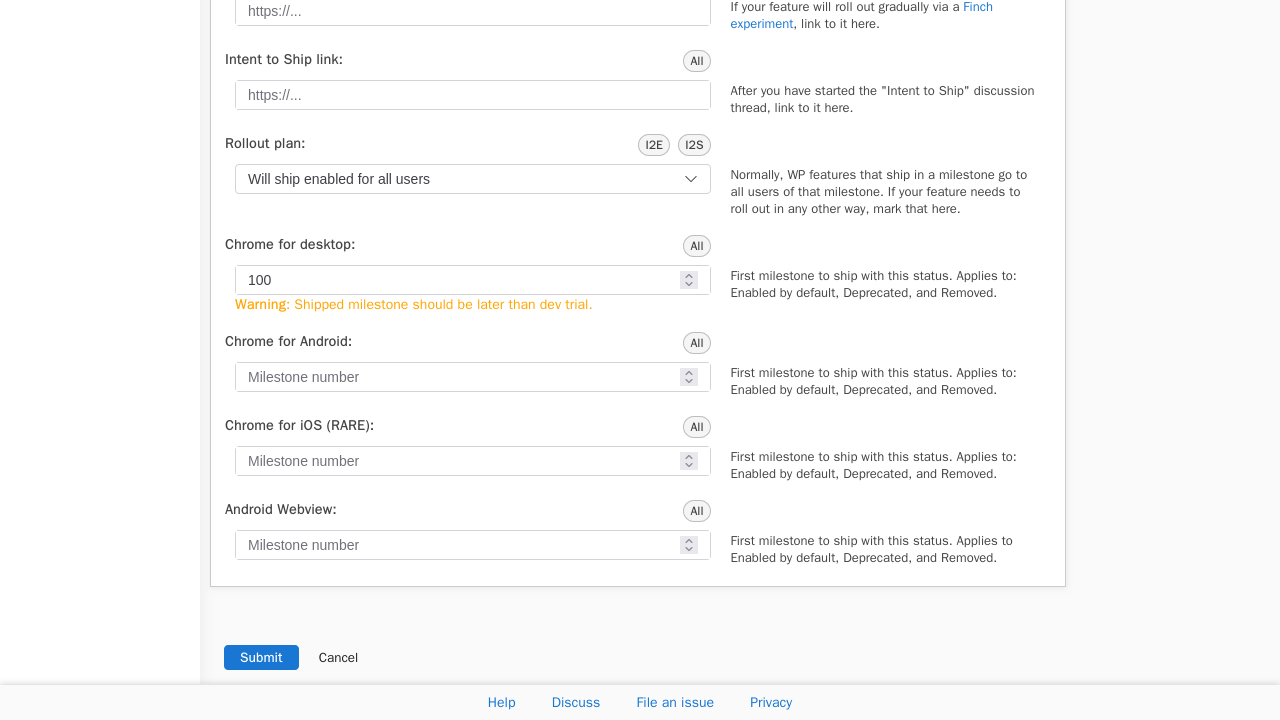 https://...
If your feature will roll out gradually via a Finch
experiment, link to it here.
Intent to Ship link:
All
https://...
After you have started the "Intent to Ship" discussion
thread, link to it here.
Rollout plan:
I2E
I2S
Will ship enabled for all users
Normally, WP features that ship in a milestone go to
all users of that milestone. If your feature needs to
roll out in any other way, mark that here.
Chrome for desktop:
All
100
First milestone to ship with this status. Applies to:
Enabled by default, Deprecated, and Removed.
Warning: Shipped milestone should be later than dev trial.
Chrome for Android:
All
Milestone number
First milestone to ship with this status. Applies to:
Enabled by default, Deprecated, and Removed.
Chrome for iOS (RARE):
All
Milestone number
First milestone to ship with this status. Applies to:
Enabled by default, Deprecated, and Removed.
Android Webview:
All
Milestone number
First milestone to ship with this status. Applies to
Enabled by default, Deprecated, and Removed.
Submit
Cancel
Help
Discuss
File an issue
Privacy